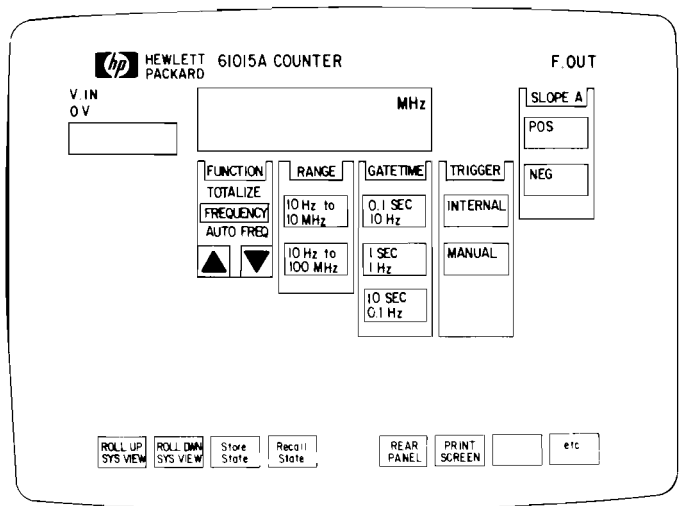 hp HEWLETT PACKARD 61015A COUNTER
F.OUT
V.IN
0V
MHz
SLOPE A
POS
NEG
FUNCTION
TOTALIZE
FREQUENCY
AUTO FREQ
RANGE
10 Hz to
10 MHz
10 Hz to
100 MHz
GATETIME
0.1 SEC
10 Hz
1 SEC
1 Hz
10 SEC
0.1 Hz
TRIGGER
INTERNAL
MANUAL
ROLL UP
SYS VIEW
ROLL DWN
SYS VIEW
Store
State
Recall
State
REAR
PANEL
PRINT
SCREEN
etc